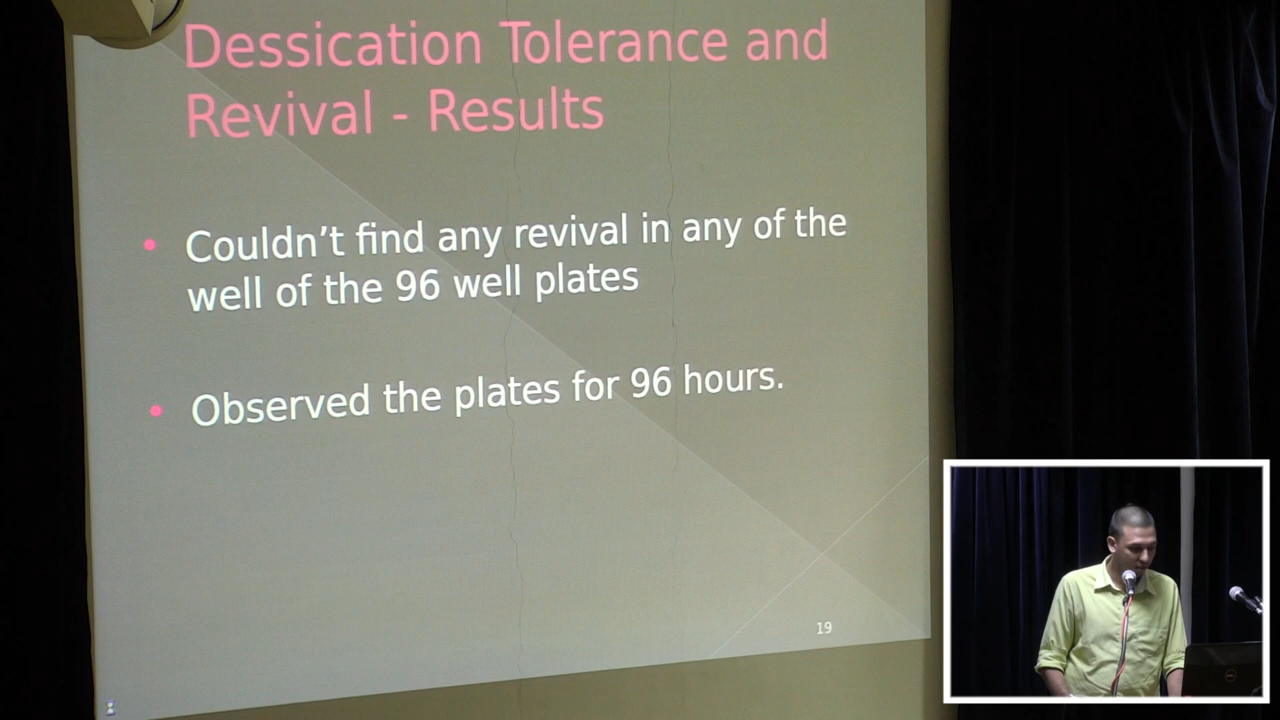 Dessication Tolerance and
Revival - Results
• Couldn't find any revival in any of the
well of the 96 well plates
• Observed the plates for 96 hours.
19
DELL